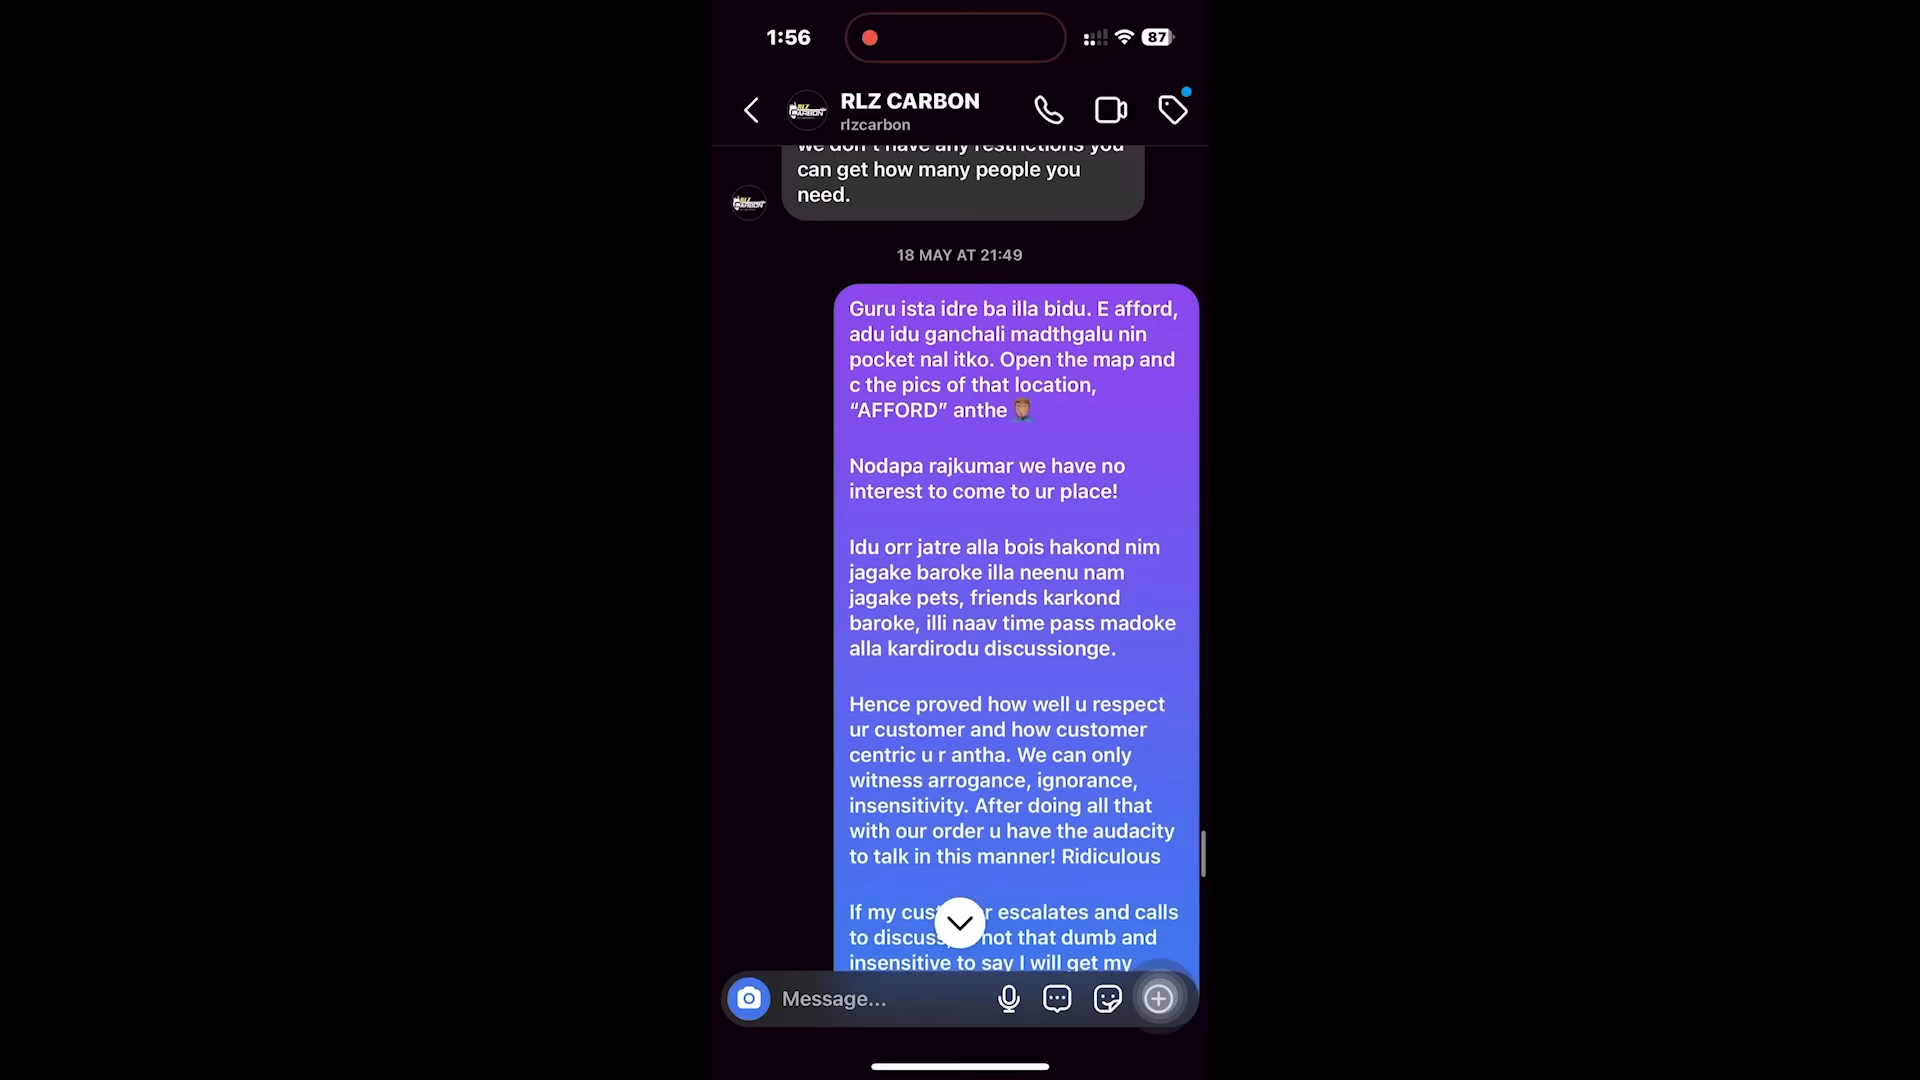 1:56
87
RLZ CARBON
rlzcarbon
we don't have any restrictions you
can get how many people you
need.
18 MAY AT 21:49
Guru ista idre ba illa bidu. E afford,
adu idu ganchali madthgalu nin
pocket nal itko. Open the map and
c the pics of that location,
“AFFORD” anthe
Nodapa rajkumar we have no
interest to come to ur place!
Idu orr jatre alla bois hakond nim
jagake baroke illa neenu nam
jagake pets, friends karkond
baroke, illi naav time pass madoke
alla kardirodu discussionge.
Hence proved how well u respect
ur customer and how customer
centric u r antha. We can only
witness arrogance, ignorance,
insensitivity. After doing all that
with our order u have the audacity
to talk in this manner! Ridiculous
If my escalates and calls
to not that dumb and
insensitive to say I will get my
Message...